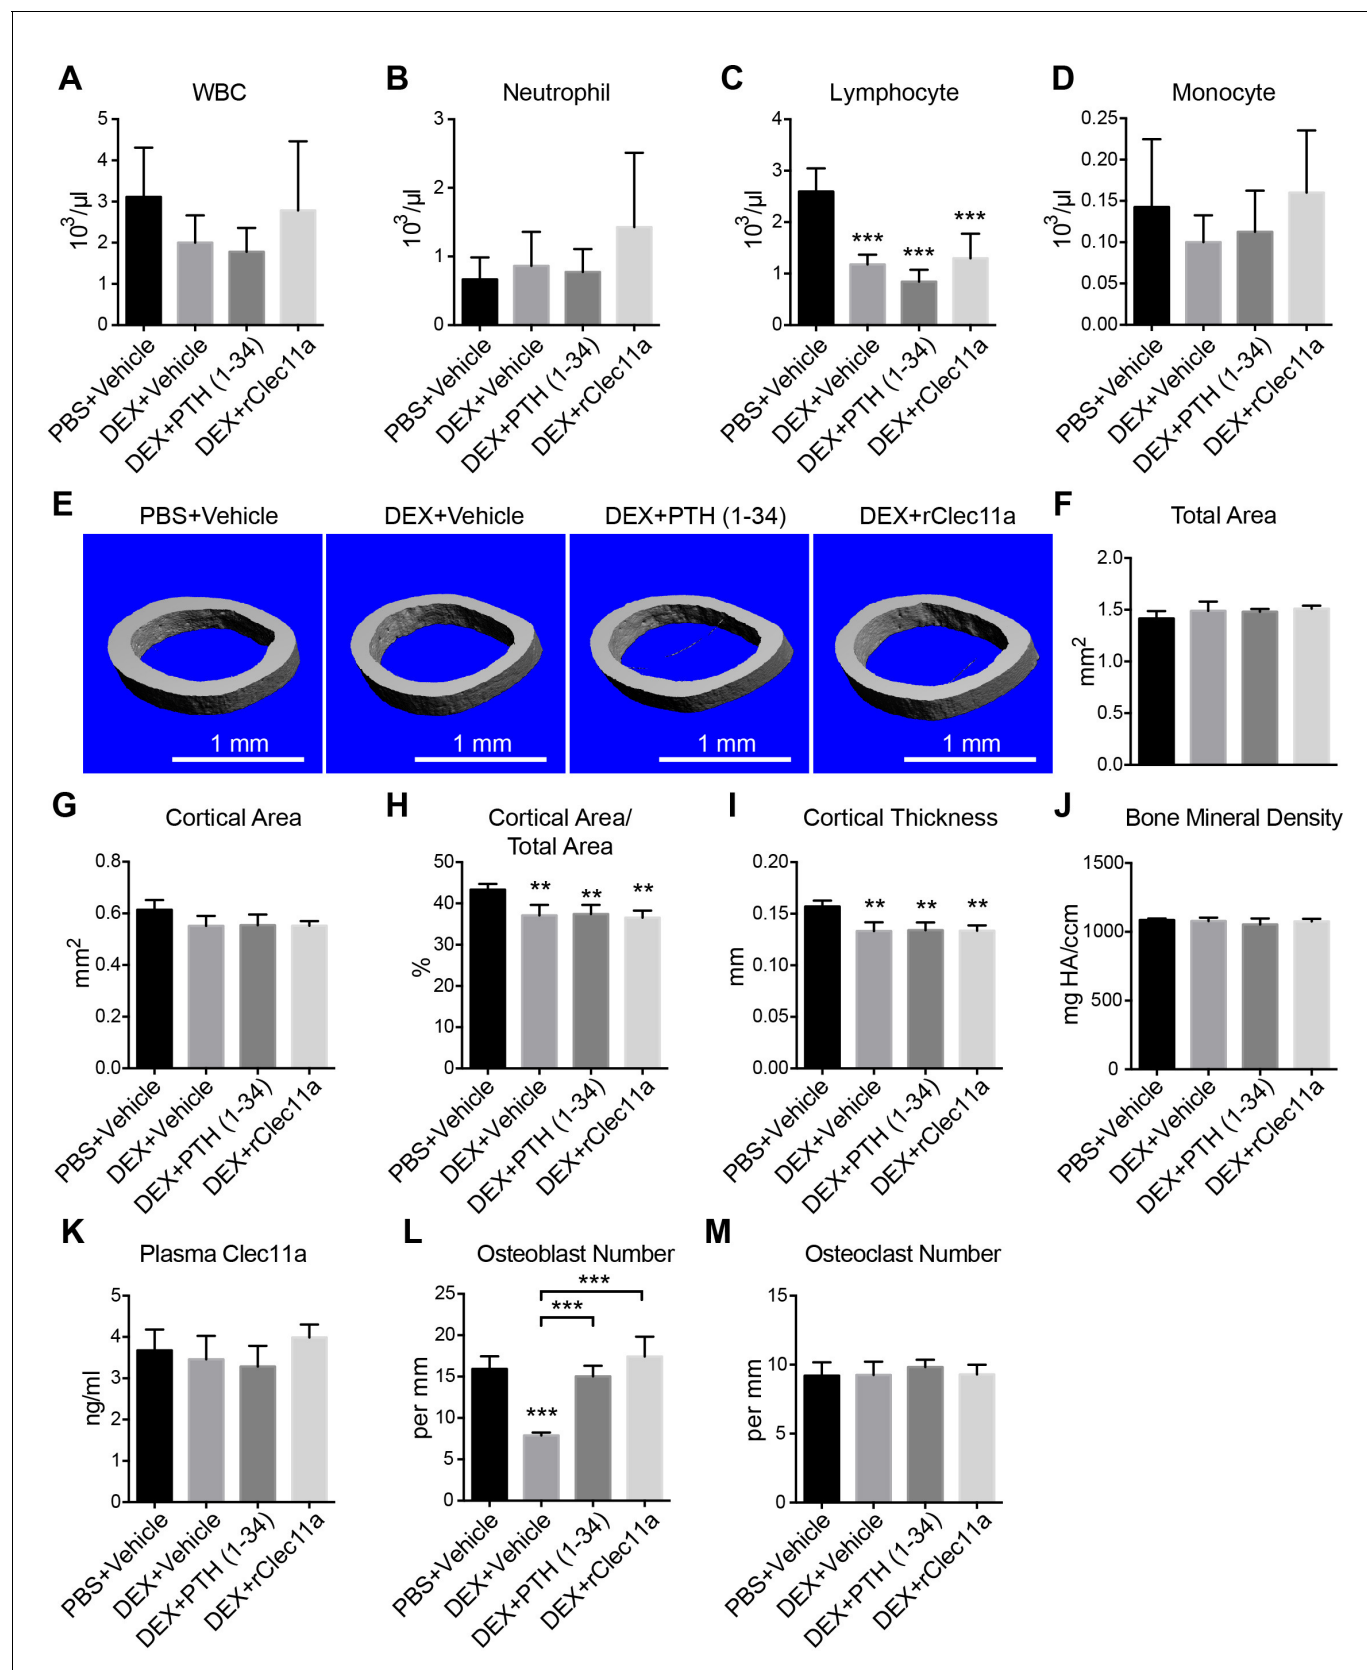 A
WBC
5
4
3
2
1
0
10³/µl
PBS+Vehicle
DEX+Vehicle
DEX+PTH (1-34)
DEX+rClec11a
B
Neutrophil
3
2
1
0
10³/µl
PBS+Vehicle
DEX+Vehicle
DEX+PTH (1-34)
DEX+rClec11a
C
Lymphocyte
4
3
2
1
0
10³/µl
***
***
***
PBS+Vehicle
DEX+Vehicle
DEX+PTH (1-34)
DEX+rClec11a
D
Monocyte
0.25
0.20
0.15
0.10
0.05
0.00
10³/µl
PBS+Vehicle
DEX+Vehicle
DEX+PTH (1-34)
DEX+rClec11a
E
PBS+Vehicle
DEX+Vehicle
DEX+PTH (1-34)
DEX+rClec11a
1 mm
1 mm
1 mm
1 mm
F
Total Area
2.0
1.5
1.0
0.5
0.0
mm²
G
Cortical Area
0.8
0.6
0.4
0.2
0.0
mm²
PBS+Vehicle
DEX+Vehicle
DEX+PTH (1-34)
DEX+rClec11a
H
Cortical Area/
Total Area
50
40
30
20
10
0
%
**
**
**
PBS+Vehicle
DEX+Vehicle
DEX+PTH (1-34)
DEX+rClec11a
I
Cortical Thickness
0.20
0.15
0.10
0.05
0.00
mm
**
**
**
PBS+Vehicle
DEX+Vehicle
DEX+PTH (1-34)
DEX+rClec11a
J
Bone Mineral Density
1500
1000
500
0
mg HA/ccm
PBS+Vehicle
DEX+Vehicle
DEX+PTH (1-34)
DEX+rClec11a
K
Plasma Clec11a
5
4
3
2
1
0
ng/ml
PBS+Vehicle
DEX+Vehicle
DEX+PTH (1-34)
DEX+rClec11a
L
Osteoblast Number
25
20
15
10
5
0
per mm
***
***
***
PBS+Vehicle
DEX+Vehicle
DEX+PTH (1-34)
DEX+rClec11a
M
Osteoclast Number
15
10
5
0
per mm
PBS+Vehicle
DEX+Vehicle
DEX+PTH (1-34)
DEX+rClec11a